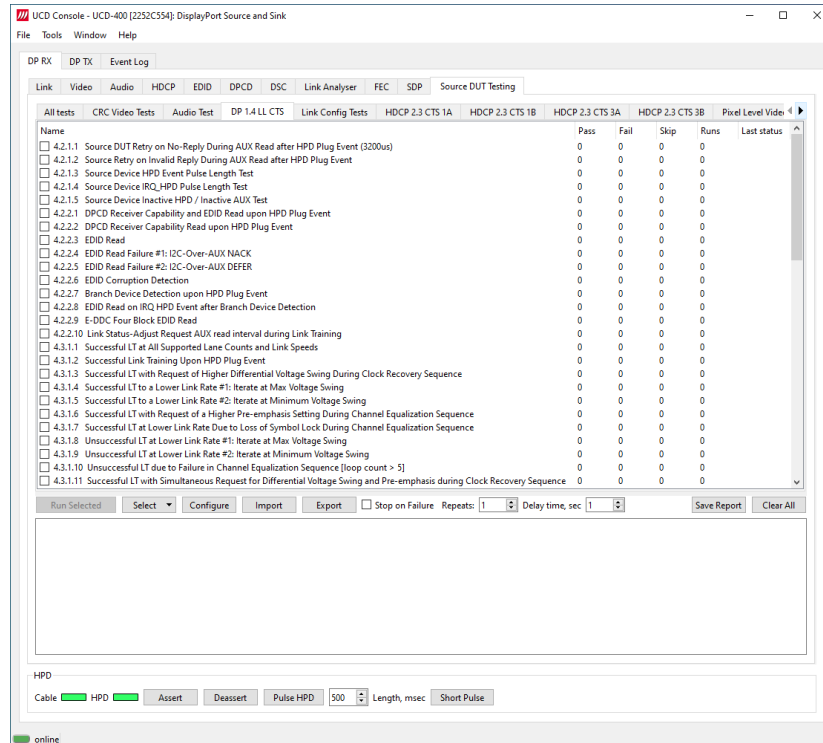 UCD Console - UCD-400 [2252C554]: DisplayPort Source and Sink
File Tools Window Help
DP RX DP TX Event Log
Link Video Audio HDCP EDID DPCD DSC Link Analyser FEC SDP Source DUT Testing
All tests CRC Video Tests Audio Test DP 1.4 LL CTS Link Config Tests HDCP 2.3 CTS 1A HDCP 2.3 CTS 1B HDCP 2.3 CTS 3A HDCP 2.3 CTS 3B Pixel Level Video
Name Pass Fail Skip Runs Last status
4.2.1.1 Source DUT Retry on No-Reply During AUX Read after HPD Plug Event (3200us) 0 0 0 0
4.2.1.2 Source Retry on Invalid Reply During AUX Read after HPD Plug Event 0 0 0 0
4.2.1.3 Source Device HPD Event Pulse Length Test 0 0 0 0
4.2.1.4 Source Device IRQ_HPD Pulse Length Test 0 0 0 0
4.2.1.5 Source Device Inactive HPD / Inactive AUX Test 0 0 0 0
4.2.2.1 DPCD Receiver Capability and EDID Read upon HPD Plug Event 0 0 0 0
4.2.2.2 DPCD Receiver Capability Read upon HPD Plug Event 0 0 0 0
4.2.2.3 EDID Read 0 0 0 0
4.2.2.4 EDID Read Failure #1: I2C-Over-AUX NACK 0 0 0 0
4.2.2.5 EDID Read Failure #2: I2C-Over-AUX DEFER 0 0 0 0
4.2.2.6 EDID Corruption Detection 0 0 0 0
4.2.2.7 Branch Device Detection upon HPD Plug Event 0 0 0 0
4.2.2.8 EDID Read on IRQ HPD Event after Branch Device Detection 0 0 0 0
4.2.2.9 E-DDC Four Block EDID Read 0 0 0 0
4.2.2.10 Link Status-Adjust Request AUX read interval during Link Training 0 0 0 0
4.3.1.1 Successful LT at All Supported Lane Counts and Link Speeds 0 0 0 0
4.3.1.2 Successful Link Training Upon HPD Plug Event 0 0 0 0
4.3.1.3 Successful LT with Request of Higher Differential Voltage Swing During Clock Recovery Sequence 0 0 0 0
4.3.1.4 Successful LT to a Lower Link Rate #1: Iterate at Max Voltage Swing 0 0 0 0
4.3.1.5 Successful LT to a Lower Link Rate #2: Iterate at Minimum Voltage Swing 0 0 0 0
4.3.1.6 Successful LT with Request of a Higher Pre-emphasis Setting During Channel Equalization Sequence 0 0 0 0
4.3.1.7 Successful LT at Lower Link Rate Due to Loss of Symbol Lock During Channel Equalization Sequence 0 0 0 0
4.3.1.8 Unsuccessful LT at Lower Link Rate #1: Iterate at Max Voltage Swing 0 0 0 0
4.3.1.9 Unsuccessful LT at Lower Link Rate #2: Iterate at Minimum Voltage Swing 0 0 0 0
4.3.1.10 Unsuccessful LT due to Failure in Channel Equalization Sequence [loop count > 5] 0 0 0 0
4.3.1.11 Successful LT with Simultaneous Request for Differential Voltage Swing and Pre-emphasis during Clock Recovery Sequence 0 0 0 0
Run Selected Select Configure Import Export Stop on Failure Repeats: 1 Delay time, sec 1 Save Report Clear All
HPD
Cable HPD Assert Deassert Pulse HPD 500 Length, msec Short Pulse
online